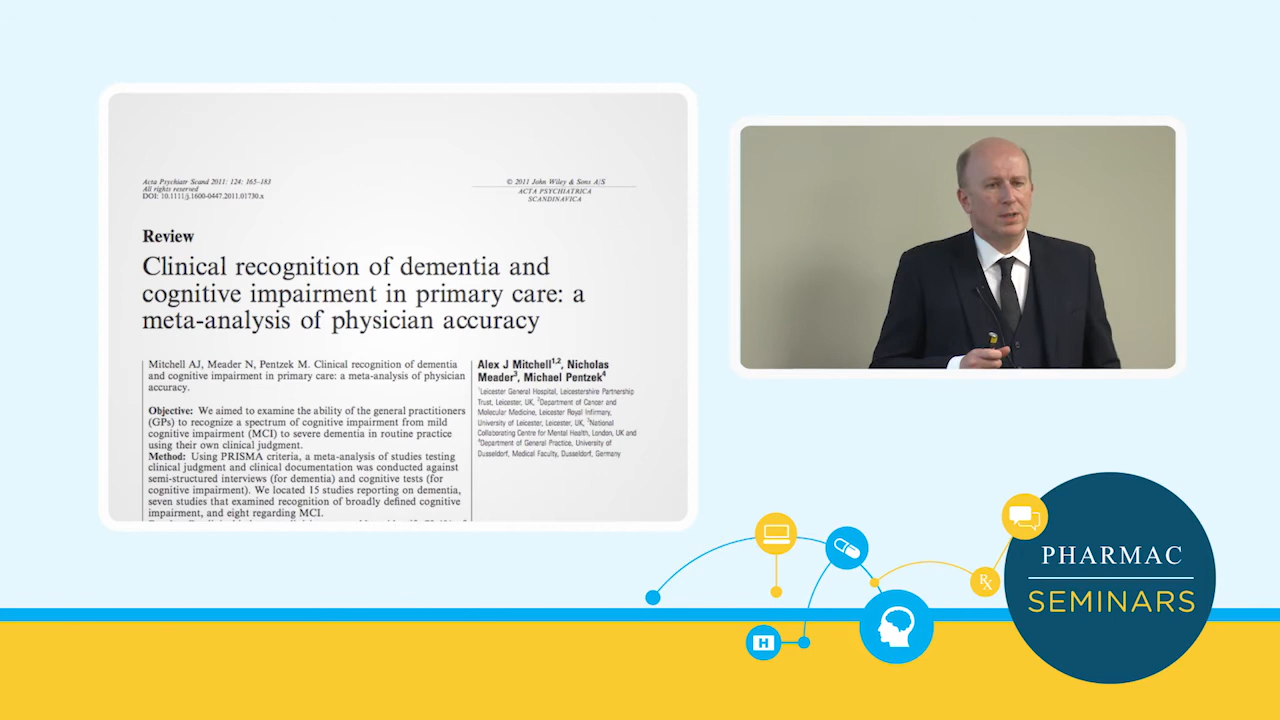 Acta Psychiatr Scand 2011: 124: 165–183
All rights reserved
DOI: 10.1111/j.1600-0447.2011.01730.x
© 2011 John Wiley & Sons A/S
ACTA PSYCHIATRICA
SCANDINAVICA
Review
Clinical recognition of dementia and
cognitive impairment in primary care: a
meta-analysis of physician accuracy
Mitchell AJ, Meader N, Pentzek M. Clinical recognition of dementia
and cognitive impairment in primary care: a meta-analysis of physician
accuracy.
Objective: We aimed to examine the ability of the general practitioners
(GPs) to recognize a spectrum of cognitive impairment from mild
cognitive impairment (MCI) to severe dementia in routine practice
using their own clinical judgment.
Method: Using PRISMA criteria, a meta-analysis of studies testing
clinical judgment and clinical documentation was conducted against
semi-structured interviews (for dementia) and cognitive tests (for
cognitive impairment). We located 15 studies reporting on dementia,
seven studies that examined recognition of broadly defined cognitive
impairment, and eight regarding MCI.
Alex J Mitchell1,2, Nicholas
Meader3, Michael Pentzek4
1Leicester General Hospital, Leicestershire Partnership
Trust, Leicester, UK, 2Department of Cancer and
Molecular Medicine, Leicester Royal Infirmary,
University of Leicester, Leicester, UK, 3National
Collaborating Centre for Mental Health, London, UK and
4Department of General Practice, University of
Dusseldorf, Medical Faculty, Dusseldorf, Germany
H
Rx
PHARMAC
SEMINARS